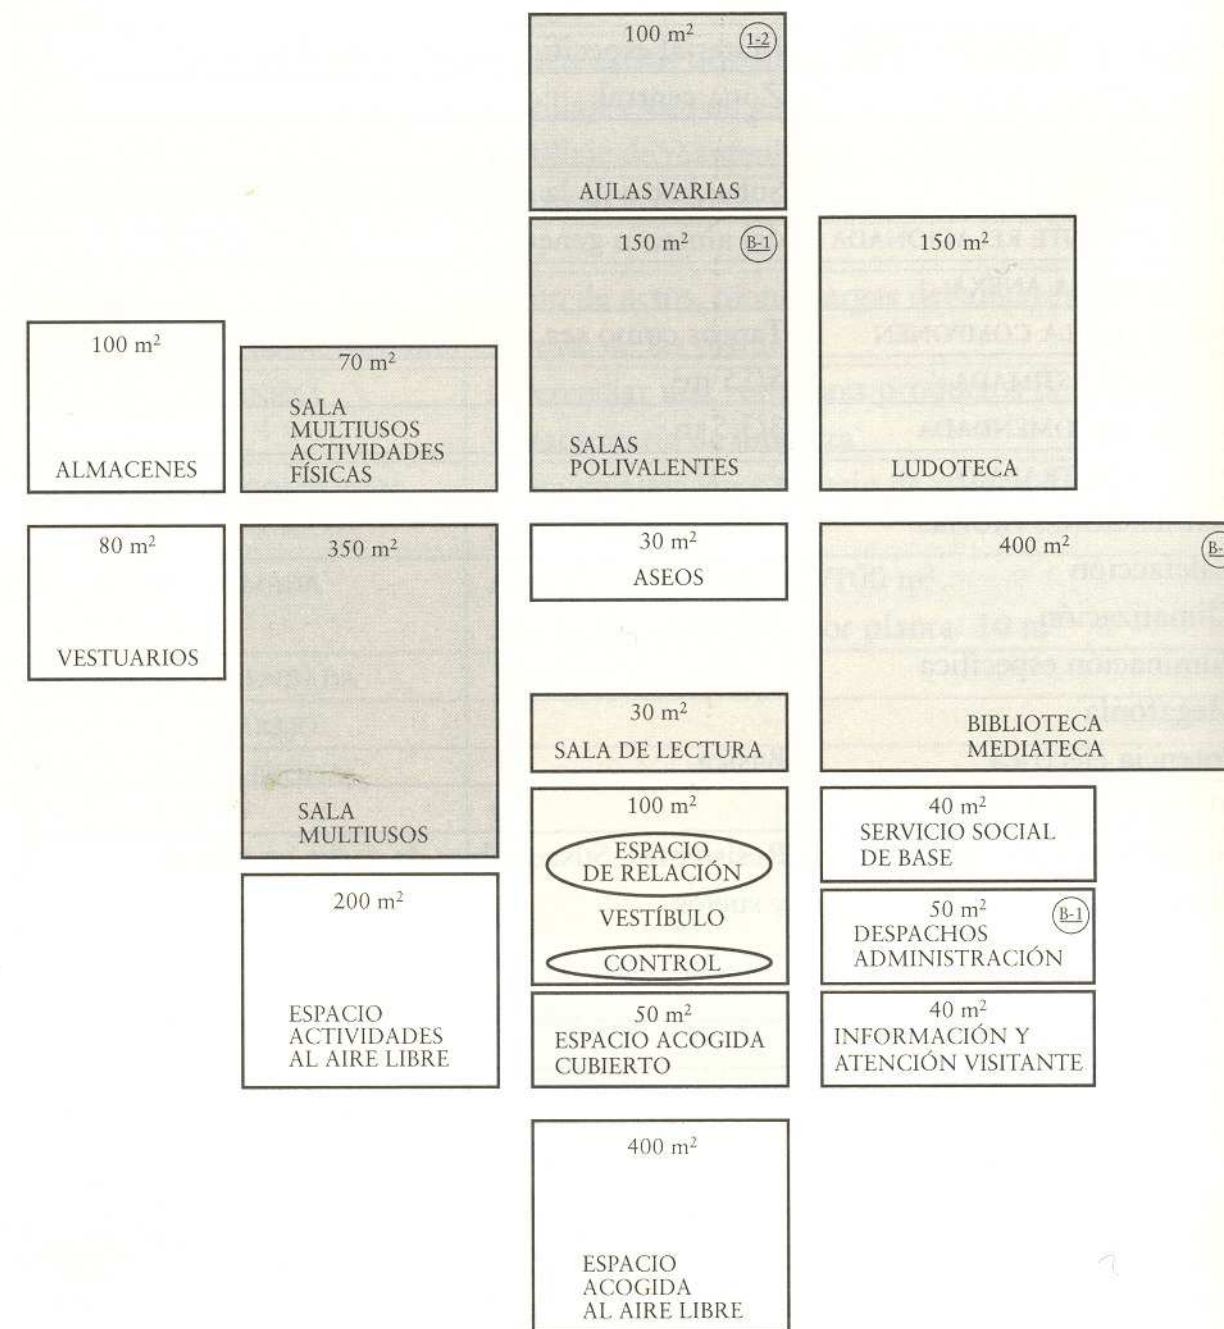 100 m²
1-2
AULAS VARIAS
150 m²
B-1
SALAS
POLIVALENTES
150 m²
LUDOTECA
100 m²
ALMACENES
70 m²
SALA
MULTIUSOS
ACTIVIDADES
FÍSICAS
80 m²
VESTUARIOS
350 m²
SALA
MULTIUSOS
30 m²
ASEOS
400 m²
BIBLIOTECA
MEDIATECA
30 m²
SALA DE LECTURA
100 m²
ESPACIO
DE RELACIÓN
VESTÍBULO
CONTROL
40 m²
SERVICIO SOCIAL
DE BASE
50 m²
B-1
DESPACHOS
ADMINISTRACIÓN
200 m²
ESPACIO
ACTIVIDADES
AL AIRE LIBRE
50 m²
ESPACIO ACOGIDA
CUBIERTO
40 m²
INFORMACIÓN Y
ATENCIÓN VISITANTE
400 m²
ESPACIO
ACOGIDA
AL AIRE LIBRE